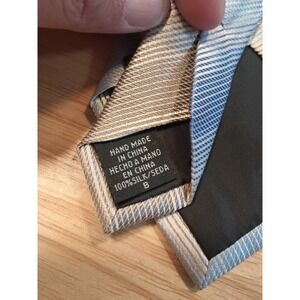 HAND MADE
IN CHINA
HECHO A MANO
EN CHINA
100%SILK/SEDA
B